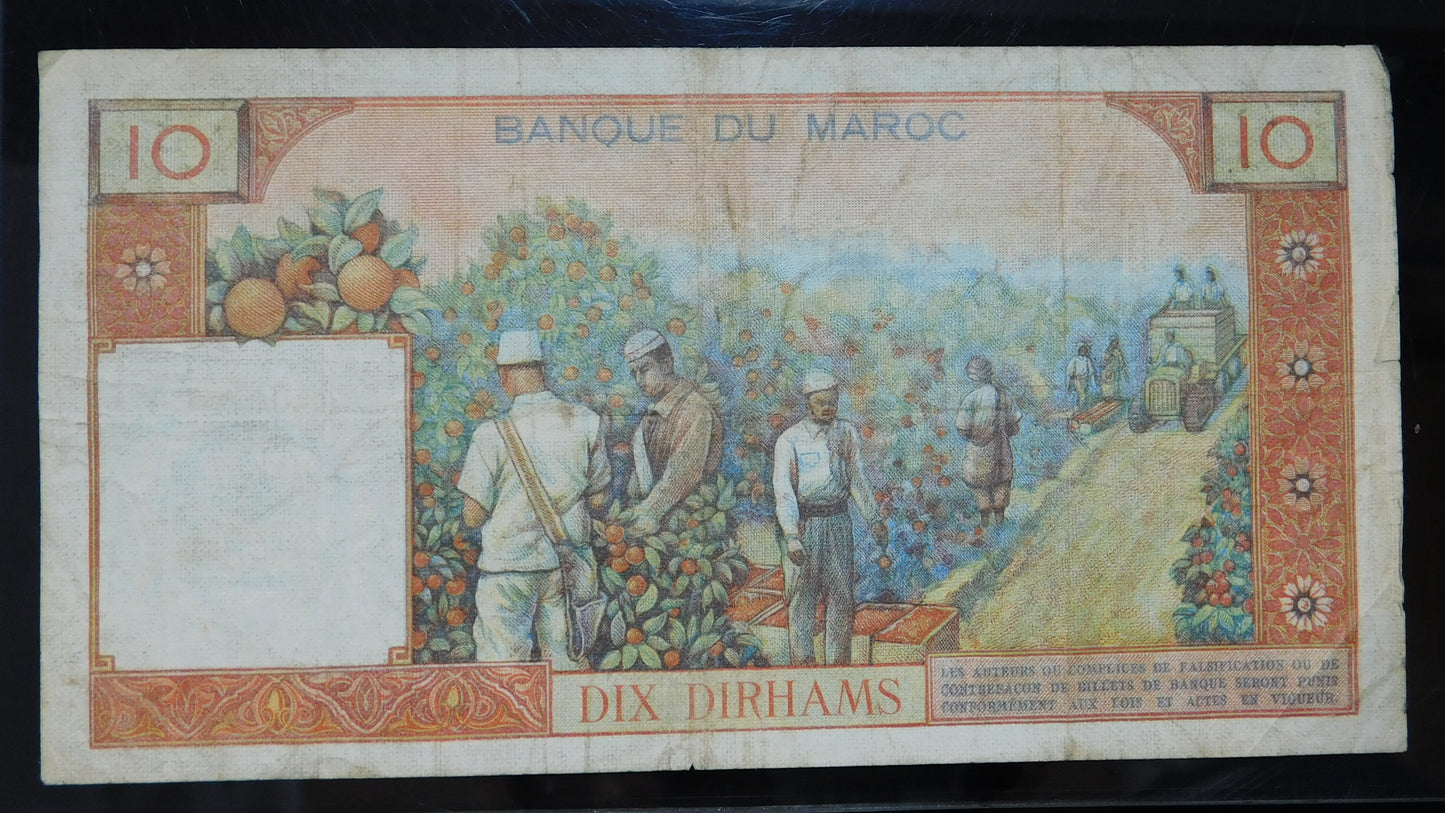 10
BANQUE DU MAROC
10
DIX DIRHAMS
LES AUTEURS OU COMPLICES DE FALSIFICATION OU DE
CONTREFAÇON DE BILLETS DE BANQUE SERONT PUNIS
CONFORMEMENT AUX LOIS ET ACTES EN VIGUEUR.